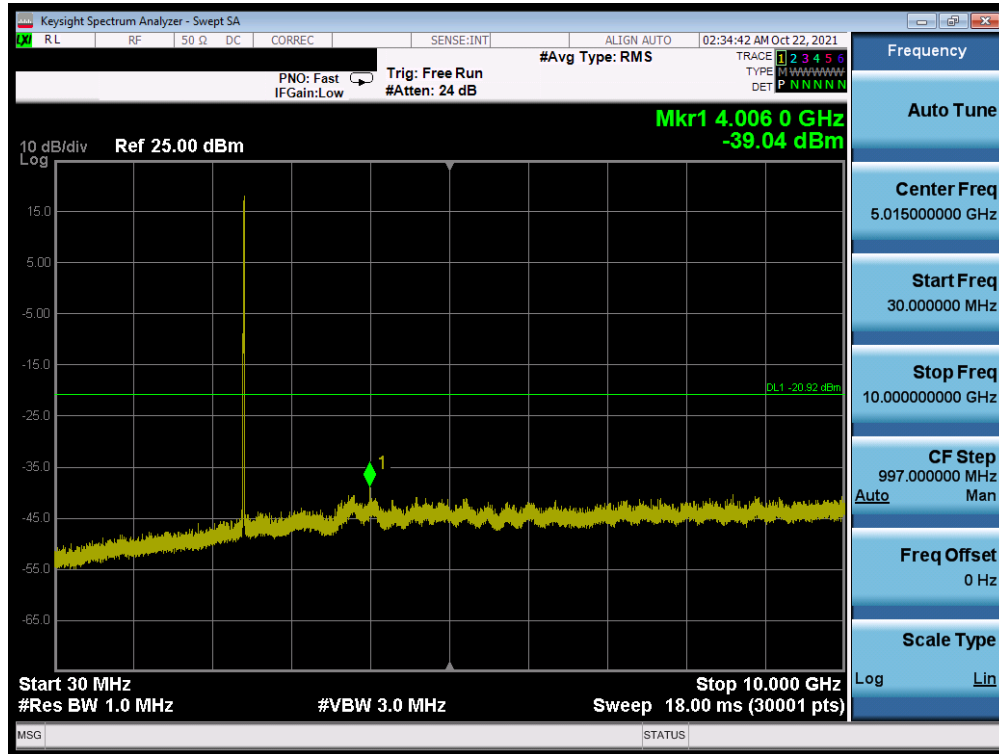 Keysight Spectrum Analyzer - Swept SA
LXI RL RF 50 Ω DC CORREC SENSE:INT ALIGN AUTO 02:34:42 AM Oct 22, 2021
Frequency
#Avg Type: RMS
TRACE 1 2 3 4 5 6
PNO: Fast Trig: Free Run
TYPE M WWWWW
IFGain:Low #Atten: 24 dB
DET P N N N N N
Auto Tune
Mkr1 4.006 0 GHz
-39.04 dBm
10 dB/div Ref 25.00 dBm
Log
15.0
5.00
-5.00
-15.0
-25.0
-35.0
-45.0
-55.0
-65.0
DL1 -20.92 dBm
1
Center Freq
5.015000000 GHz
Start Freq
30.000000 MHz
Stop Freq
10.000000000 GHz
CF Step
997.000000 MHz
Auto Man
Freq Offset
0 Hz
Scale Type
Log Lin
Start 30 MHz Stop 10.000 GHz
#Res BW 1.0 MHz #VBW 3.0 MHz Sweep 18.00 ms (30001 pts)
MSG STATUS